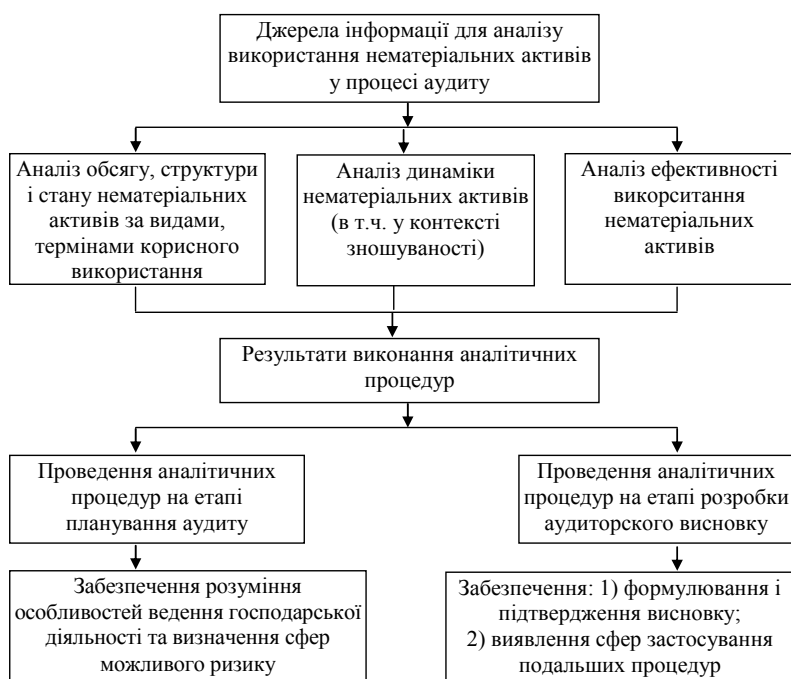 Джерела інформації для аналізу
використання нематеріальних активів
у процесі аудиту
Аналіз обсягу, структури
і стану нематеріальних
активів за видами,
термінами корисного
використання
Аналіз динаміки
нематеріальних активів
(в т.ч. у контексті
зношуваності)
Аналіз ефективності
викорситання
нематеріальних
активів
Результати виконання аналітичних
процедур
Проведення аналітичних
процедур на етапі
планування аудиту
Проведення аналітичних
процедур на етапі розробки
аудиторского висновку
Забезпечення розуміння
особливостей ведення господарської
діяльності та визначення сфер
можливого ризику
Забезпечення: 1) формулювання і
підтвердження висновку;
2) виявлення сфер застосування
подальших процедур